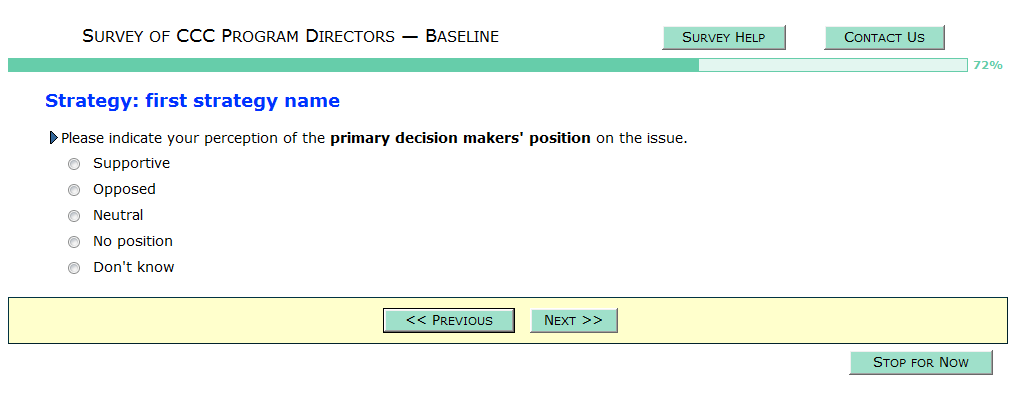 Survey of CCC Program Directors — Baseline
Survey Help
Contact Us
72%
Strategy: first strategy name
Please indicate your perception of the primary decision makers' position on the issue.
Supportive
Opposed
Neutral
No position
Don't know
<< Previous
Next >>
Stop for Now